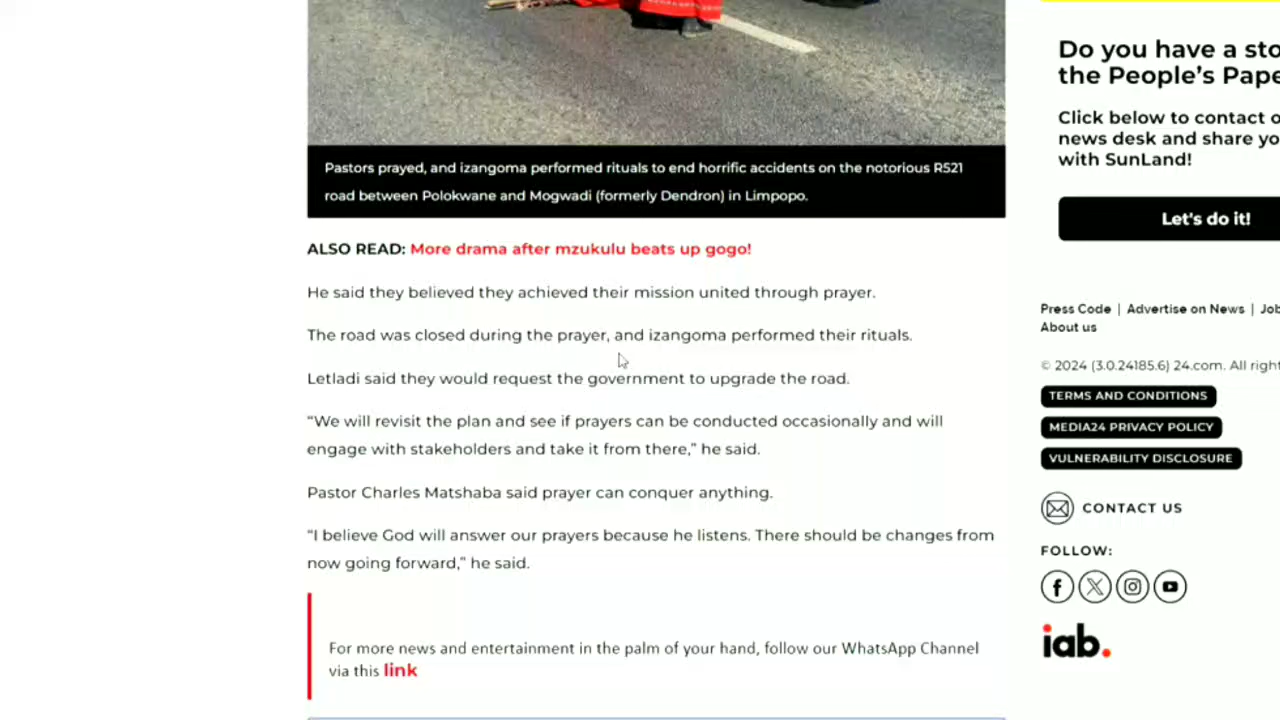 Pastors prayed, and izangoma performed rituals to end horrific accidents on the notorious R521
road between Polokwane and Mogwadi (formerly Dendron) in Limpopo.
ALSO READ: More drama after mzukulu beats up gogo!
He said they believed they achieved their mission united through prayer.
The road was closed during the prayer, and izangoma performed their rituals.
Letladi said they would request the government to upgrade the road.
“We will revisit the plan and see if prayers can be conducted occasionally and will
engage with stakeholders and take it from there,” he said.
Pastor Charles Matshaba said prayer can conquer anything.
“I believe God will answer our prayers because he listens. There should be changes from
now going forward,” he said.
For more news and entertainment in the palm of your hand, follow our WhatsApp Channel
via this link
Do you have a
the People’s
Click below to contact
news desk and share
with SunLand!
Let's do it!
Press Code | Advertise on News |
About us
© 2024 (3.0.24185.6) 24.com. All
TERMS AND CONDITIONS
MEDIA24 PRIVACY POLICY
VULNERABILITY DISCLOSURE
CONTACT US
FOLLOW:
iab.